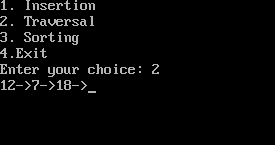 1. Insertion
2. Traversal
3. Sorting
4.Exit
Enter your choice: 2
12->7->18->_